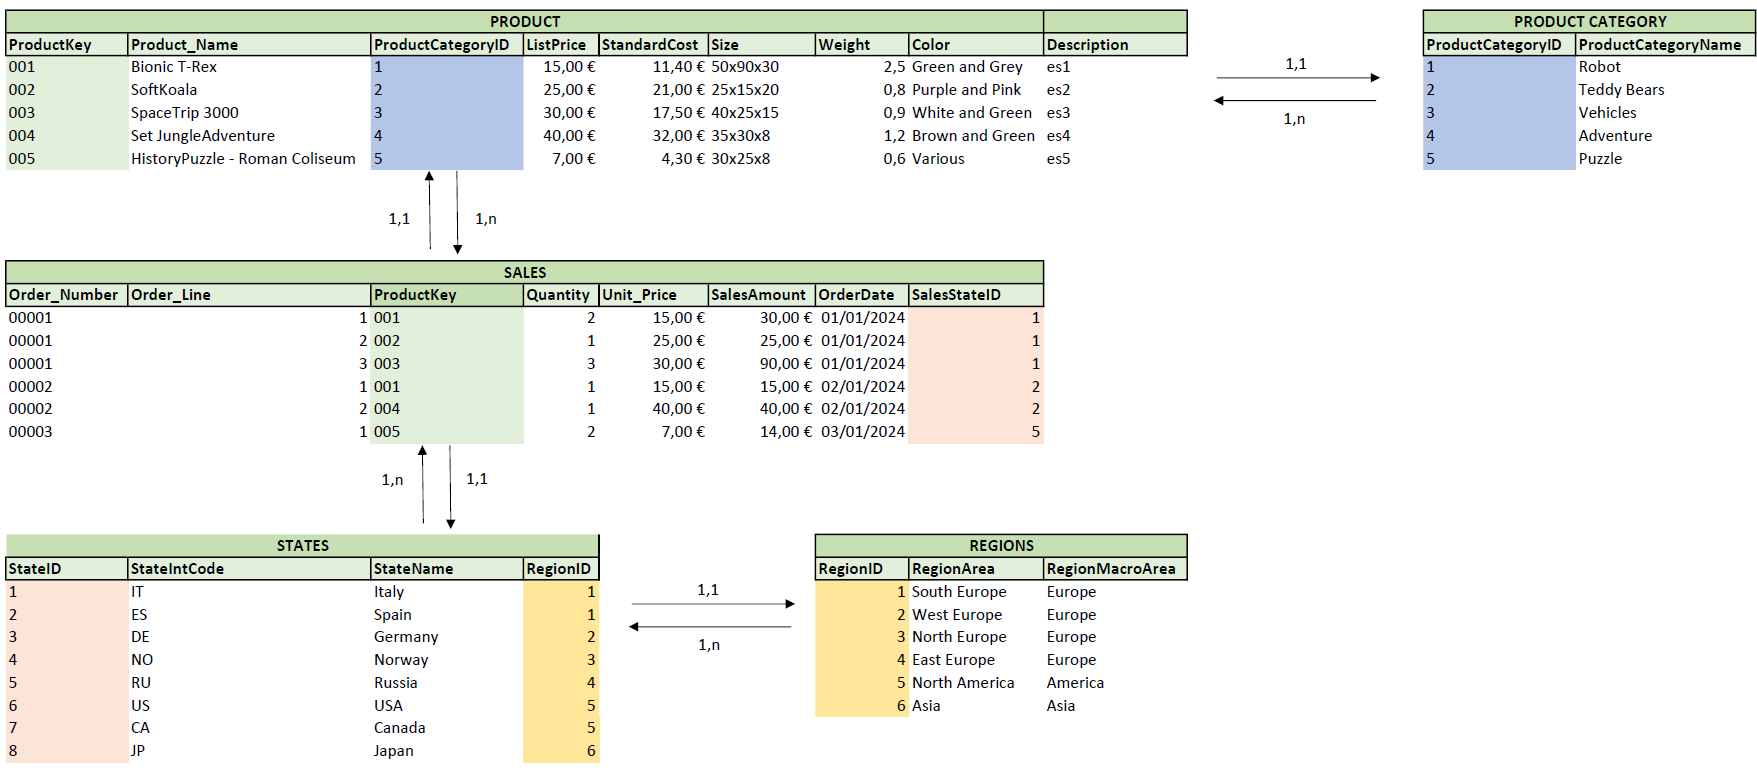 PRODUCT
ProductKey Product_Name ProductCategoryID ListPrice StandardCost Size Weight Color Description
001 Bionic T-Rex 1 15,00 € 11,40 € 50x90x30 2,5 Green and Grey es1
002 SoftKoala 2 25,00 € 21,00 € 25x15x20 0,8 Purple and Pink es2
003 SpaceTrip 3000 3 30,00 € 17,50 € 40x25x15 0,9 White and Green es3
004 Set JungleAdventure 4 40,00 € 32,00 € 35x30x8 1,2 Brown and Green es4
005 HistoryPuzzle - Roman Coliseum 5 7,00 € 4,30 € 30x25x8 0,6 Various es5
1,1
1,n
PRODUCT CATEGORY
ProductCategoryID ProductCategoryName
1 Robot
2 Teddy Bears
3 Vehicles
4 Adventure
5 Puzzle
1,1 1,n
SALES
Order_Number Order_Line ProductKey Quantity Unit_Price SalesAmount OrderDate SalesStateID
00001 1 001 2 15,00 € 30,00 € 01/01/2024 1
00001 2 002 1 25,00 € 25,00 € 01/01/2024 1
00001 3 003 3 30,00 € 90,00 € 01/01/2024 1
00002 1 001 1 15,00 € 15,00 € 02/01/2024 2
00002 2 004 1 40,00 € 40,00 € 02/01/2024 2
00003 1 005 2 7,00 € 14,00 € 03/01/2024 5
1,n 1,1
STATES
StateID StateIntCode StateName RegionID
1 IT Italy 1
2 ES Spain 1
3 DE Germany 2
4 NO Norway 3
5 RU Russia 4
6 US USA 5
7 CA Canada 5
8 JP Japan 6
1,1
1,n
REGIONS
RegionID RegionArea RegionMacroArea
1 South Europe Europe
2 West Europe Europe
3 North Europe Europe
4 East Europe Europe
5 North America America
6 Asia Asia